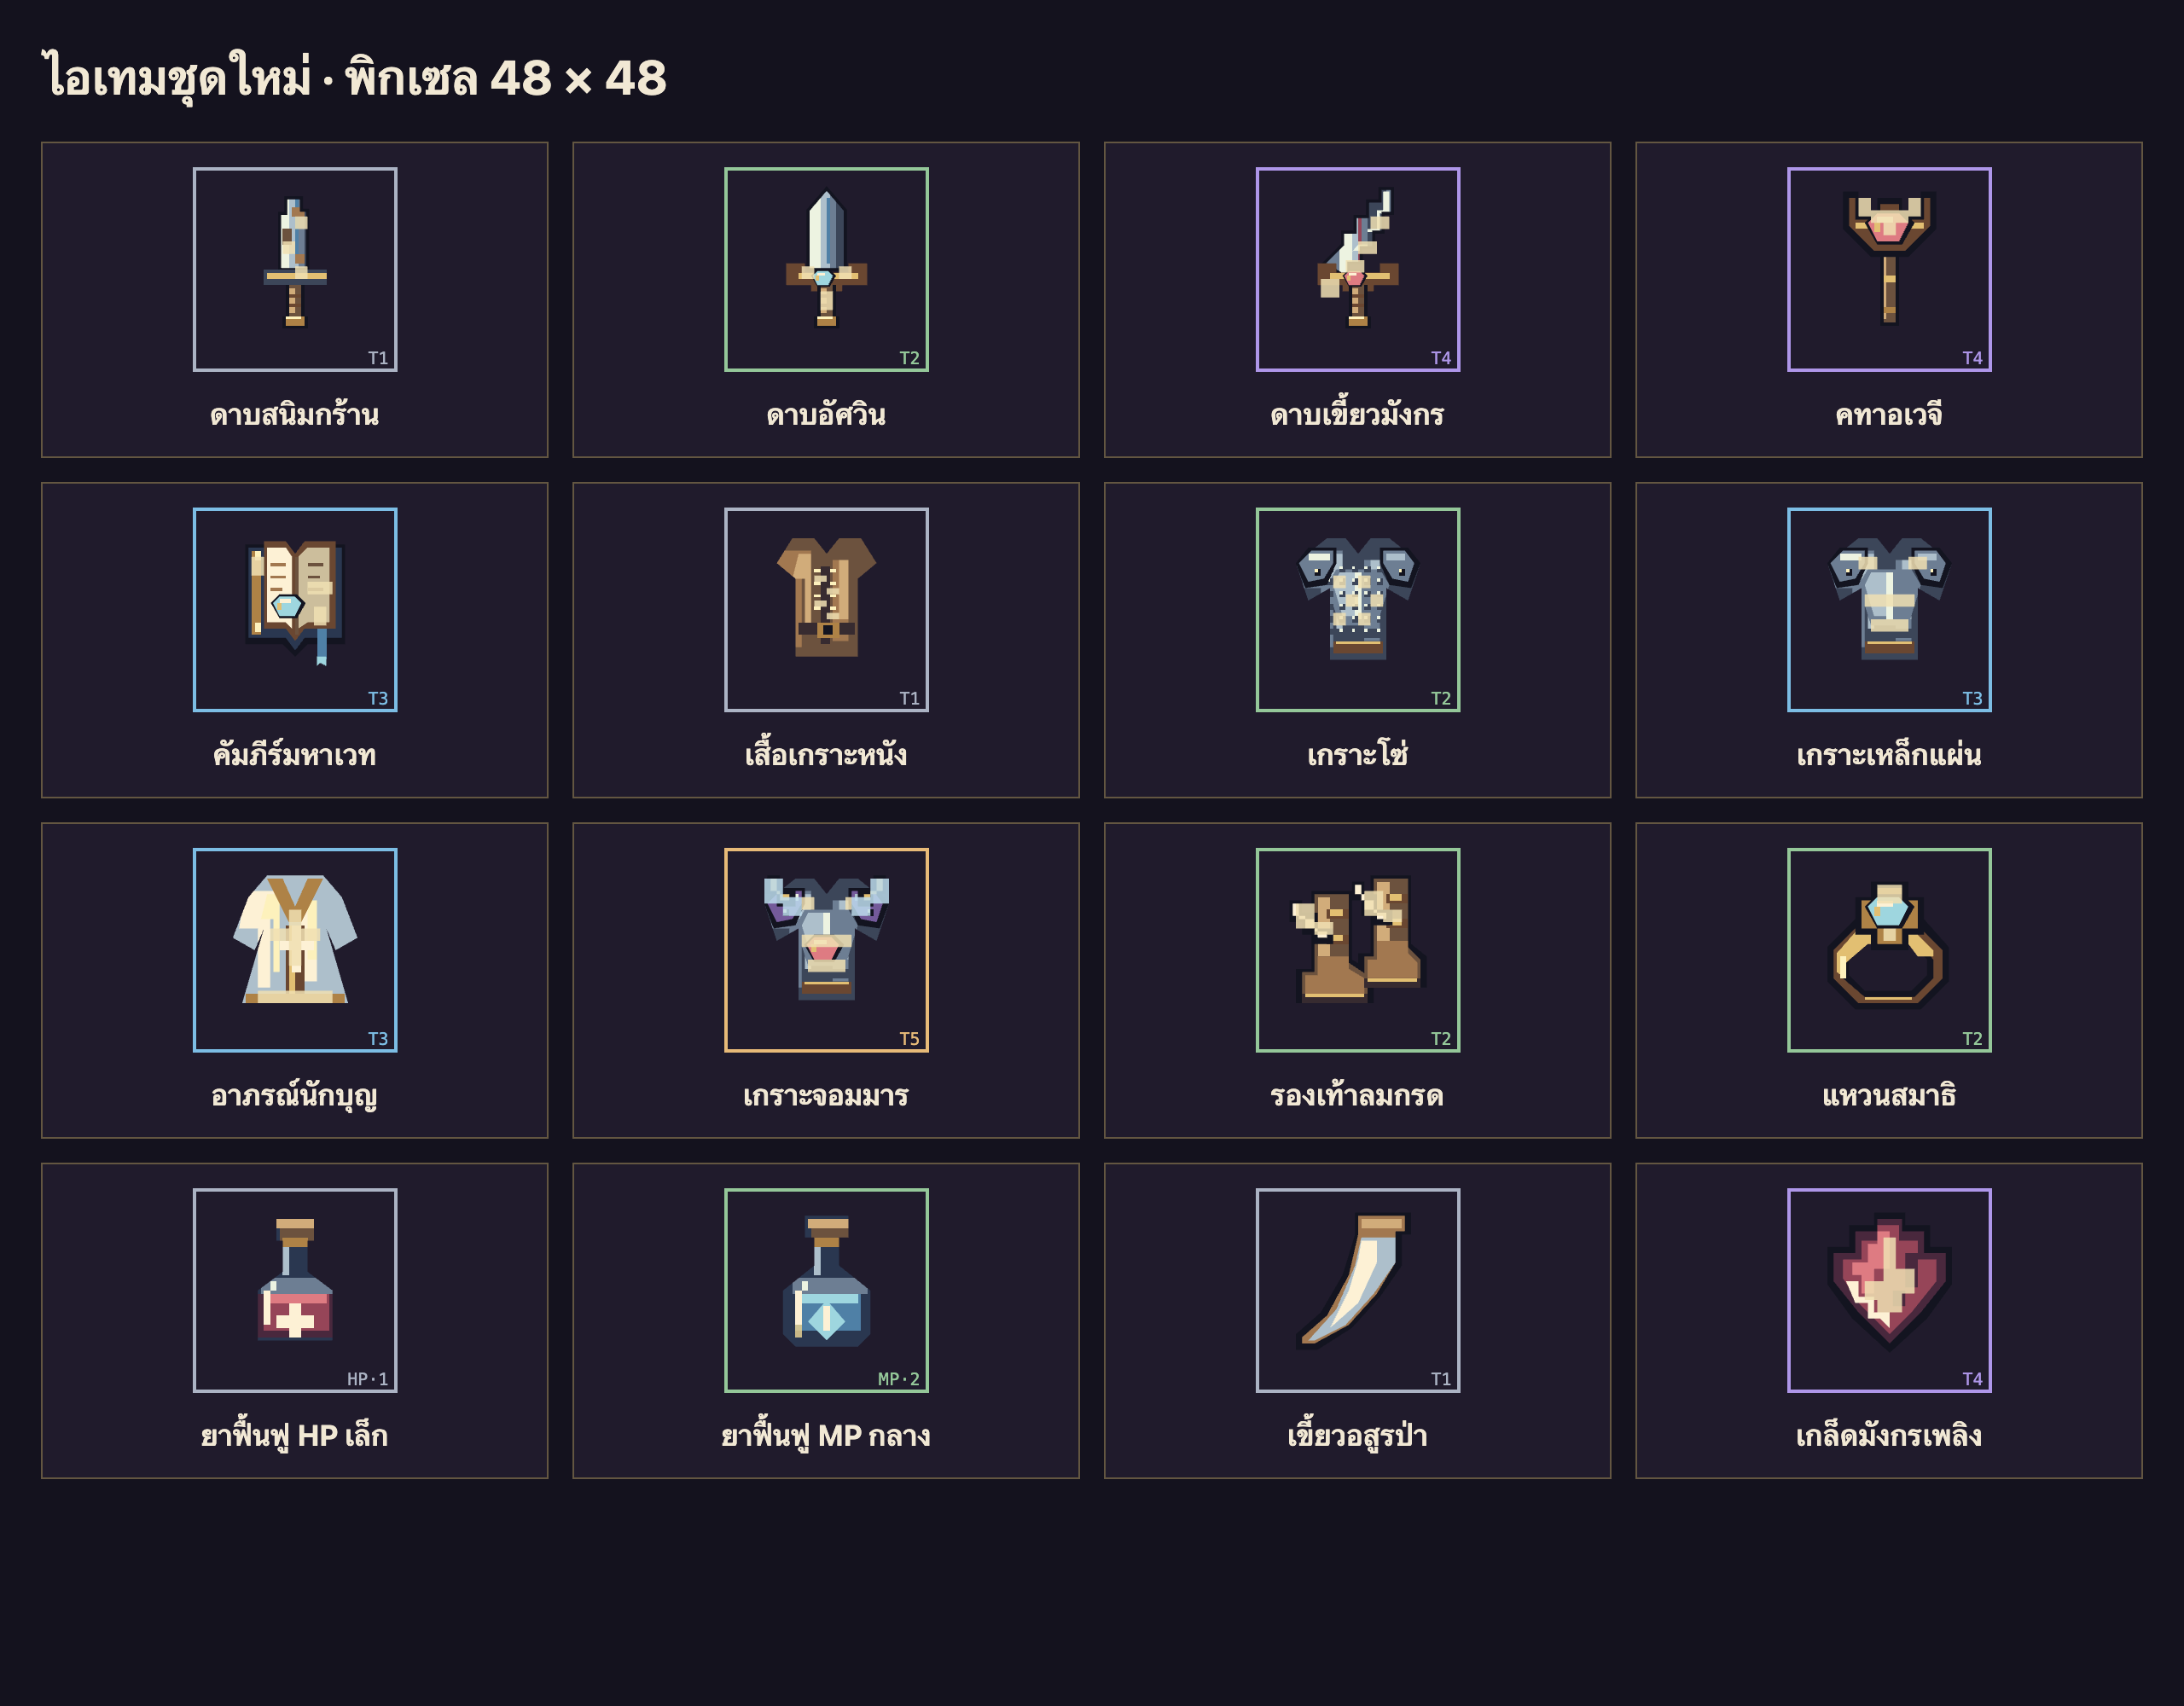 ไอเทมชุดใหม่ · พิกเซล 48 × 48
T1
T2
T4
T4
ดาบสนิมกร้าน
ดาบอัศวิน
ดาบเขี้ยวมังกร
คทาอเวจี
T3
T1
T2
T3
คัมภีร์มหาเวท
เสื้อเกราะหนัง
เกราะโซ่
เกราะเหล็กแผ่น
T3
T5
T2
T2
อาภรณ์นักบุญ
เกราะจอมมาร
รองเท้าลมกรด
แหวนสมาธิ
HP·1
MP·2
T1
T4
ยาฟื้นฟู HP เล็ก
ยาฟื้นฟู MP กลาง
เขี้ยวอสูรป่า
เกล็ดมังกรเพลิง